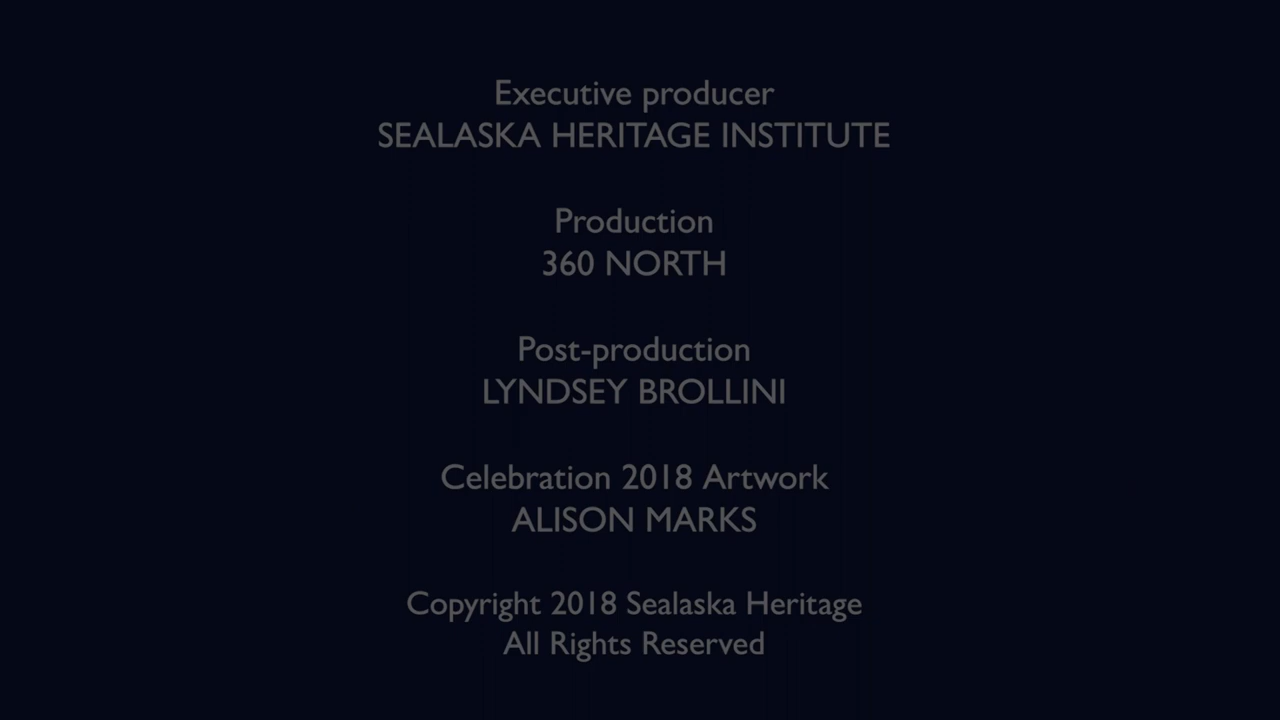 Executive producer
SEALASKA HERITAGE INSTITUTE
Production
360 NORTH
Post-production
LYNDSEY BROLLINI
Celebration 2018 Artwork
ALISON MARKS
Copyright 2018 Sealaska Heritage
All Rights Reserved